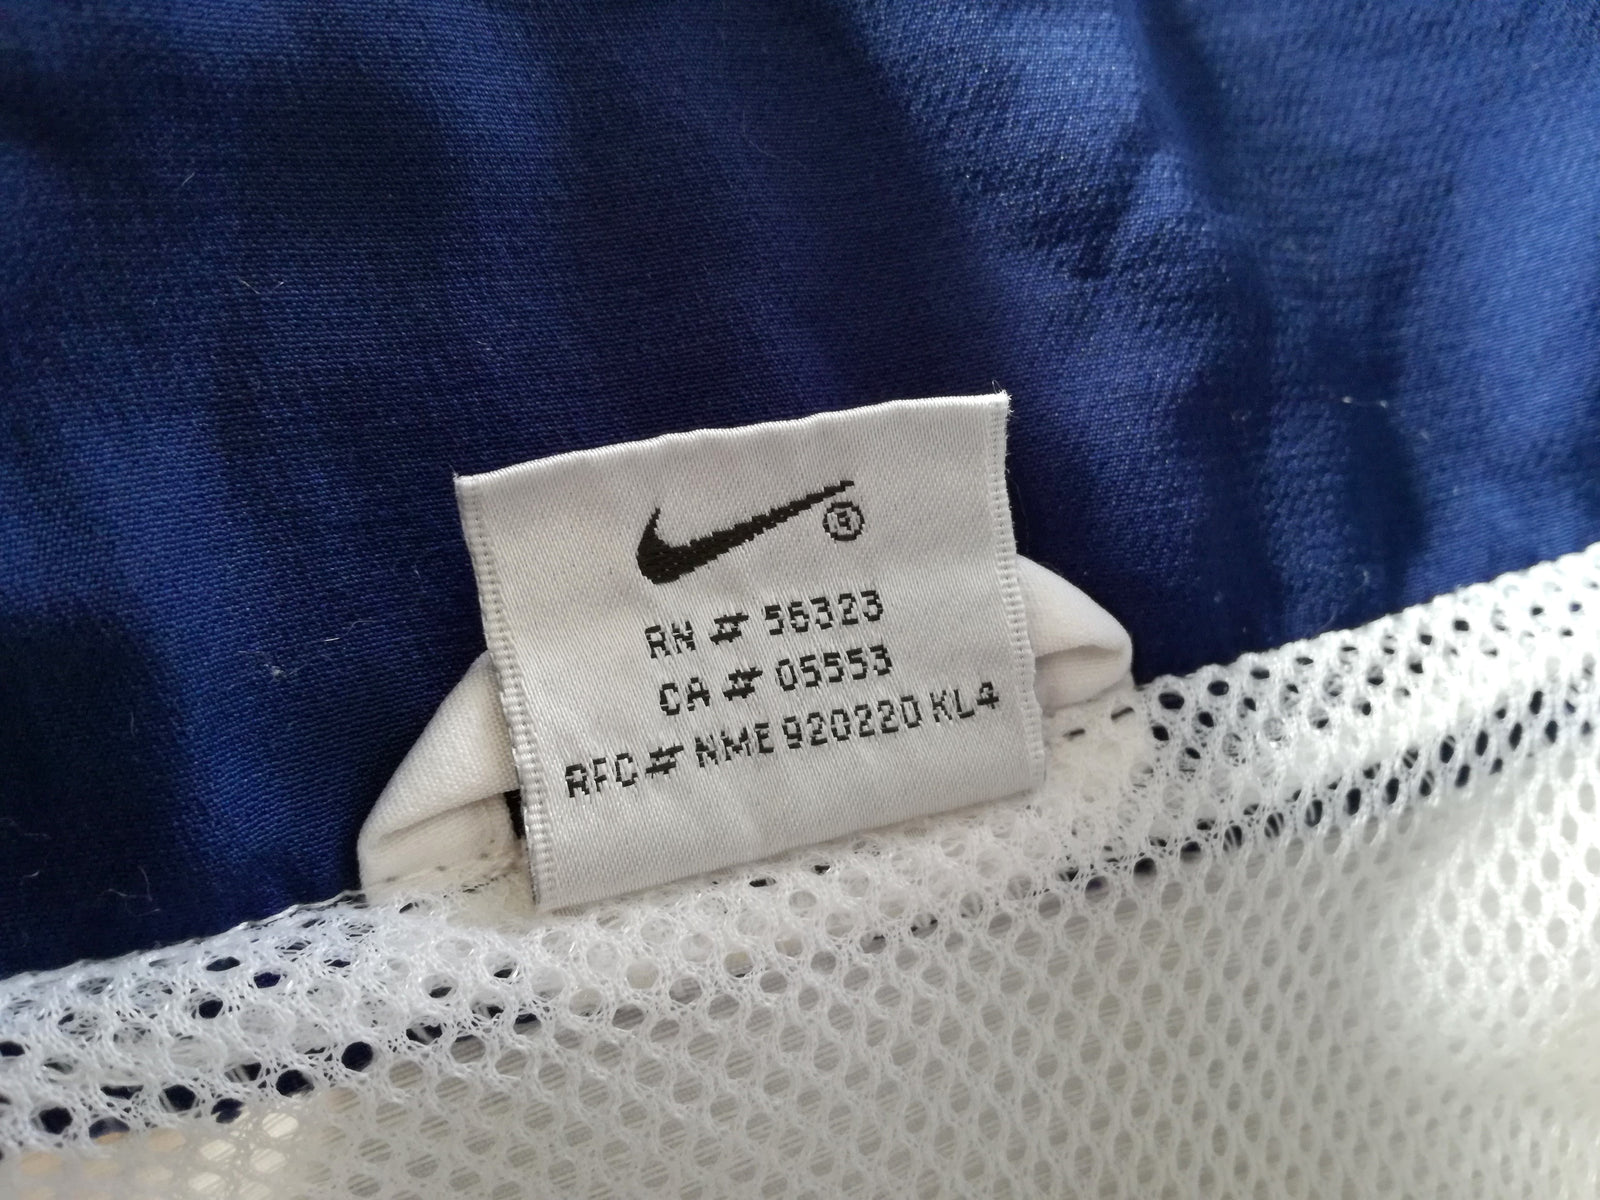 ®
RN # 56323
CA # 05553
RFC # NME 920220 KL4